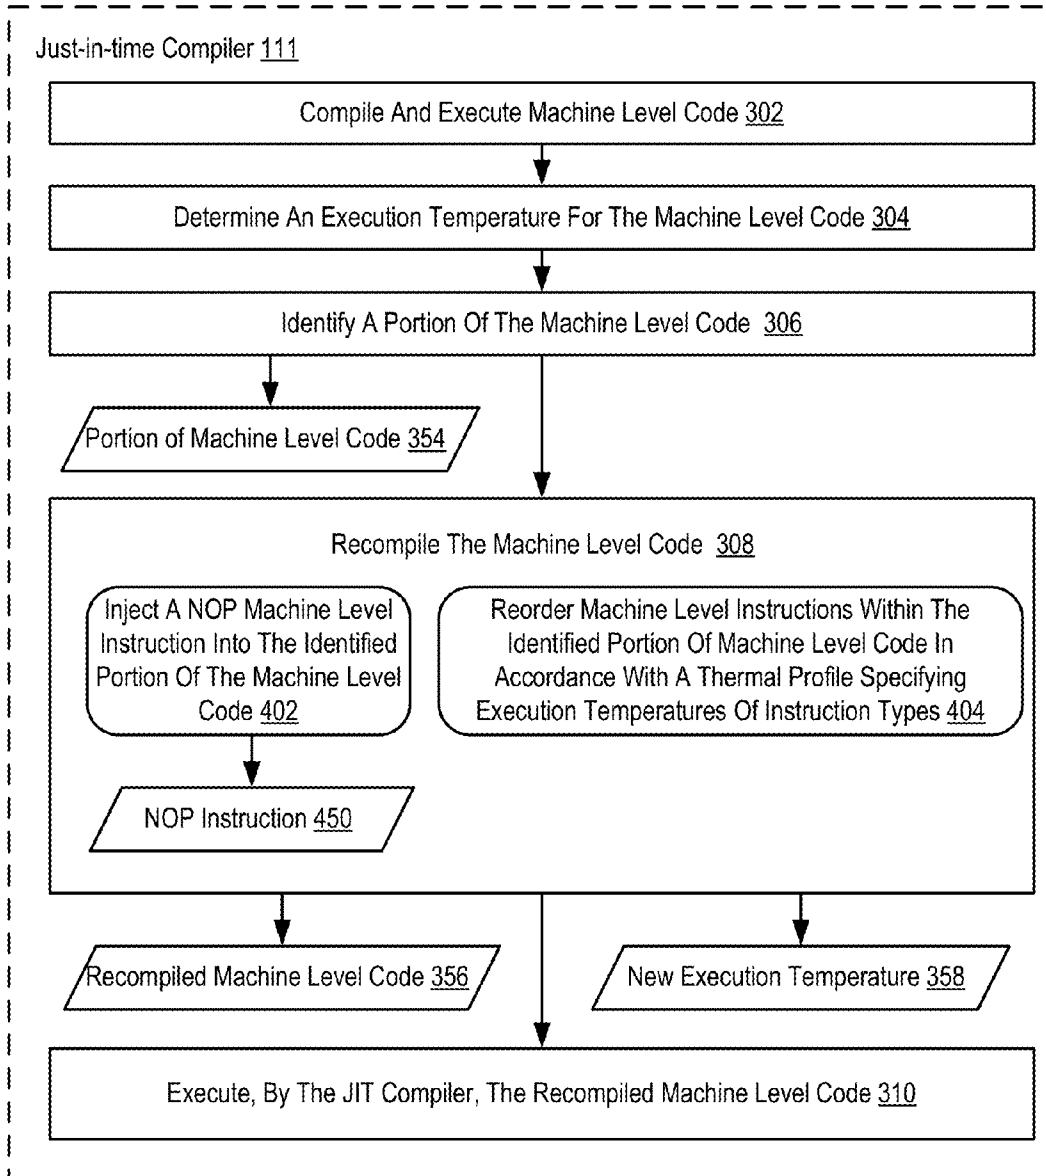 Just-in-time Compiler 111
Compile And Execute Machine Level Code 302
Determine An Execution Temperature For The Machine Level Code 304
Identify A Portion Of The Machine Level Code 306
Portion of Machine Level Code 354
Recompile The Machine Level Code 308
Inject A NOP Machine Level
Instruction Into The Identified
Portion Of The Machine Level
Code 402
Reorder Machine Level Instructions Within The
Identified Portion Of Machine Level Code In
Accordance With A Thermal Profile Specifying
Execution Temperatures Of Instruction Types 404
NOP Instruction 450
Recompiled Machine Level Code 356
New Execution Temperature 358
Execute, By The JIT Compiler, The Recompiled Machine Level Code 310